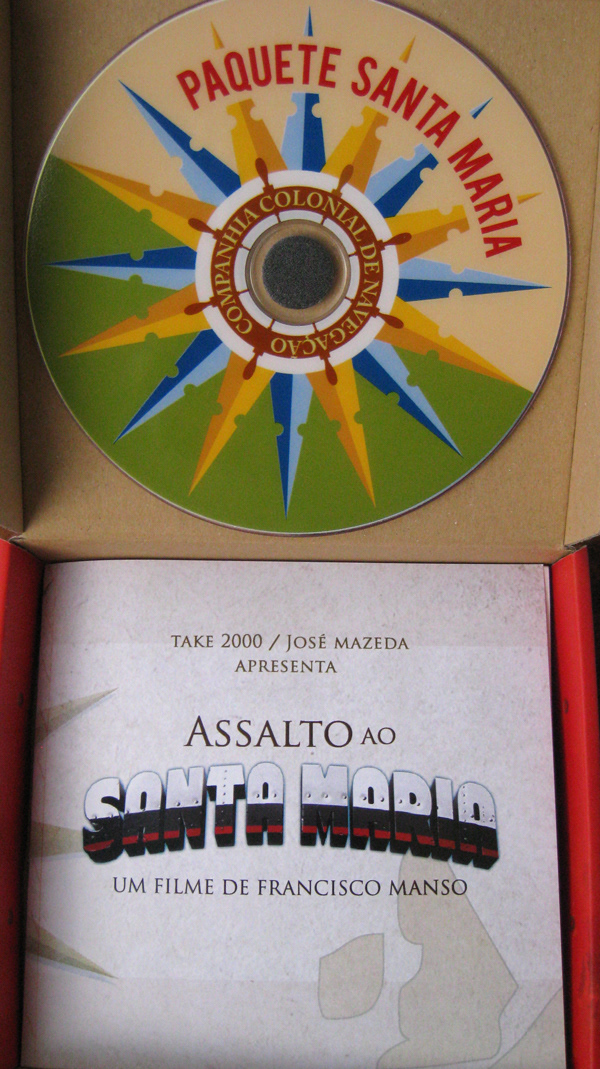 PAQUETE SANTA MARIA
COMPANHIA COLONIAL DE NAVEGAÇÃO
TAKE 2000 / JOSÉ MAZEDA
APRESENTA
ASSALTO AO
SANTA MARIA
UM FILME DE FRANCISCO MANSO